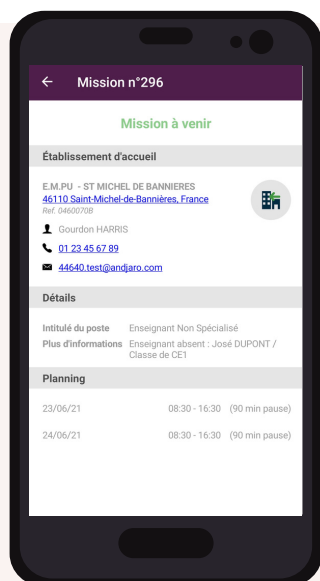 Mission n°296
Mission à venir
Établissement d'accueil
E.M.PU - ST MICHEL DE BANNIERES
46110 Saint-Michel-de-Bannières, France
Ref. 0460070B
Gourdon HARRIS
01 23 45 67 89
44640.test@andjaro.com
Détails
Intitulé du poste Enseignant Non Spécialisé
Plus d'informations Enseignant absent : José DUPONT /
Classe de CE1
Planning
23/06/21 08:30 - 16:30 (90 min pause)
24/06/21 08:30 - 16:30 (90 min pause)